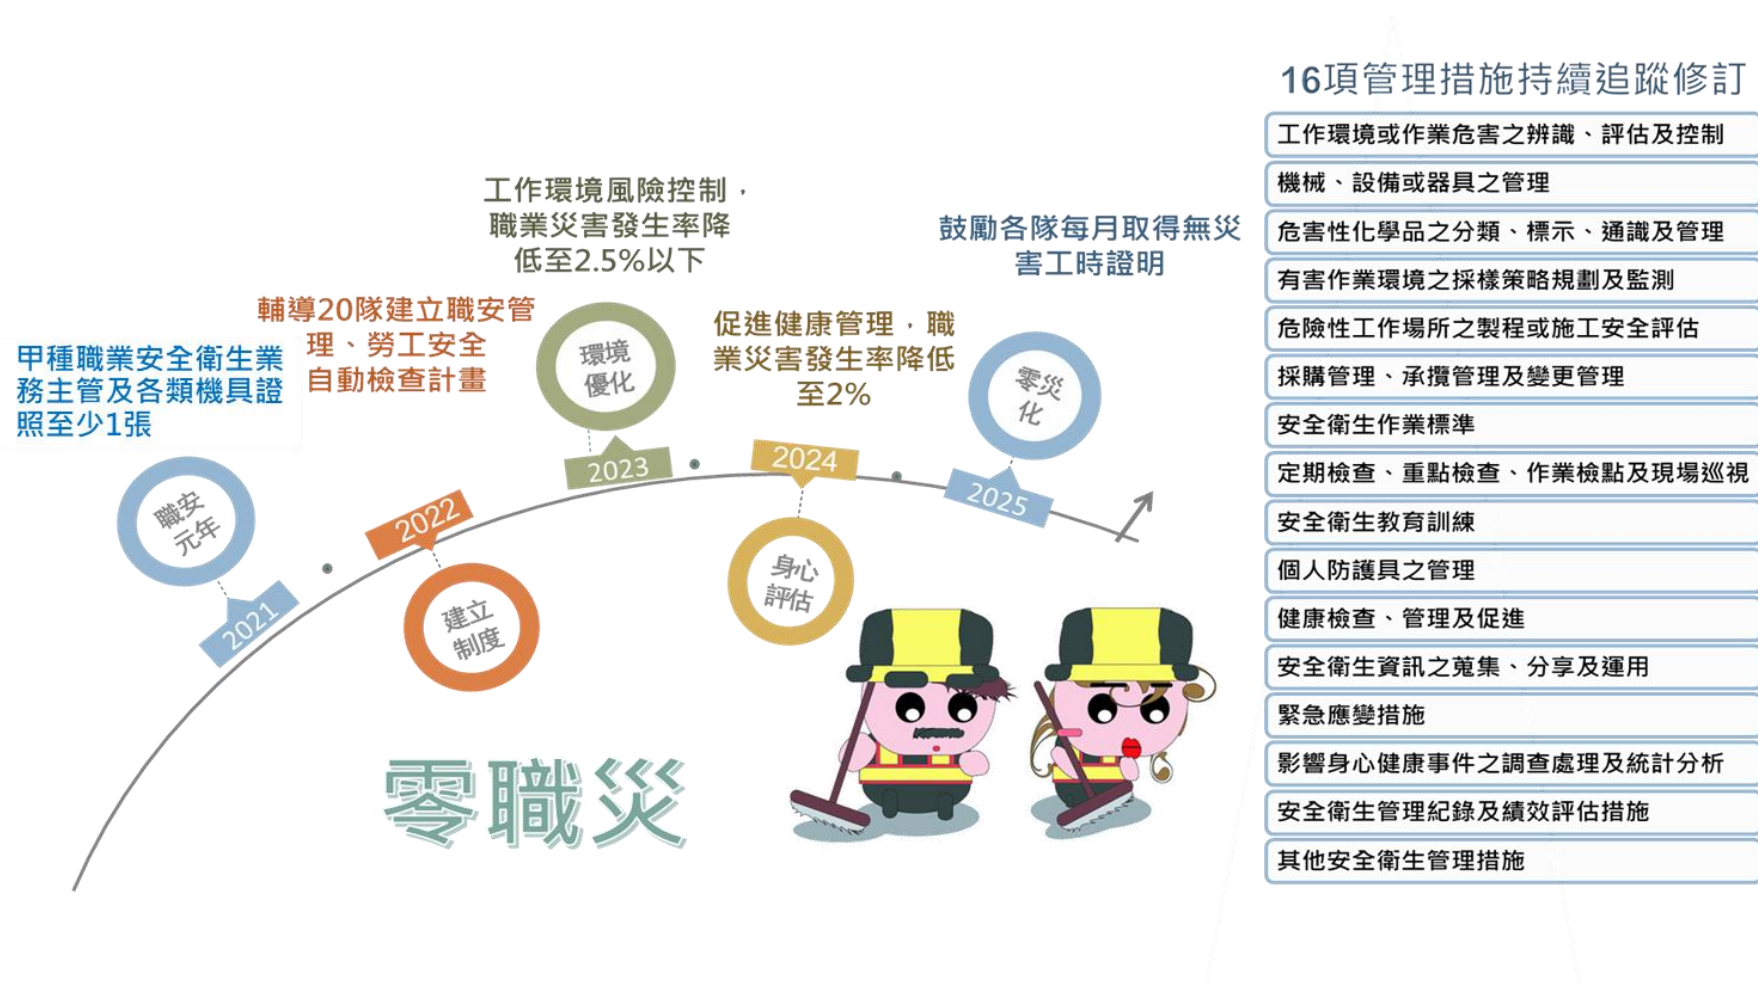 甲種職業安全衛生業
務主管及各類機具證
照至少1張
職安
元年
2021
輔導20隊建立職安管
理、勞工安全
自動檢查計畫
2022
建立
制度
工作環境風險控制，
職業災害發生率降
低至2.5%以下
環境
優化
2023
促進健康管理，職
業災害發生率降低
至2%
2024
身心
評估
鼓勵各隊每月取得無災
害工時證明
零災
化
2025
零職災
16項管理措施持續追蹤修訂
工作環境或作業危害之辨識、評估及控制
機械、設備或器具之管理
危害性化學品之分類、標示、通識及管理
有害作業環境之採樣策略規劃及監測
危險性工作場所之製程或施工安全評估
採購管理、承攬管理及變更管理
安全衛生作業標準
定期檢查、重點檢查、作業檢點及現場巡視
安全衛生教育訓練
個人防護具之管理
健康檢查、管理及促進
安全衛生資訊之蒐集、分享及運用
緊急應變措施
影響身心健康事件之調查處理及統計分析
安全衛生管理紀錄及績效評估措施
其他安全衛生管理措施